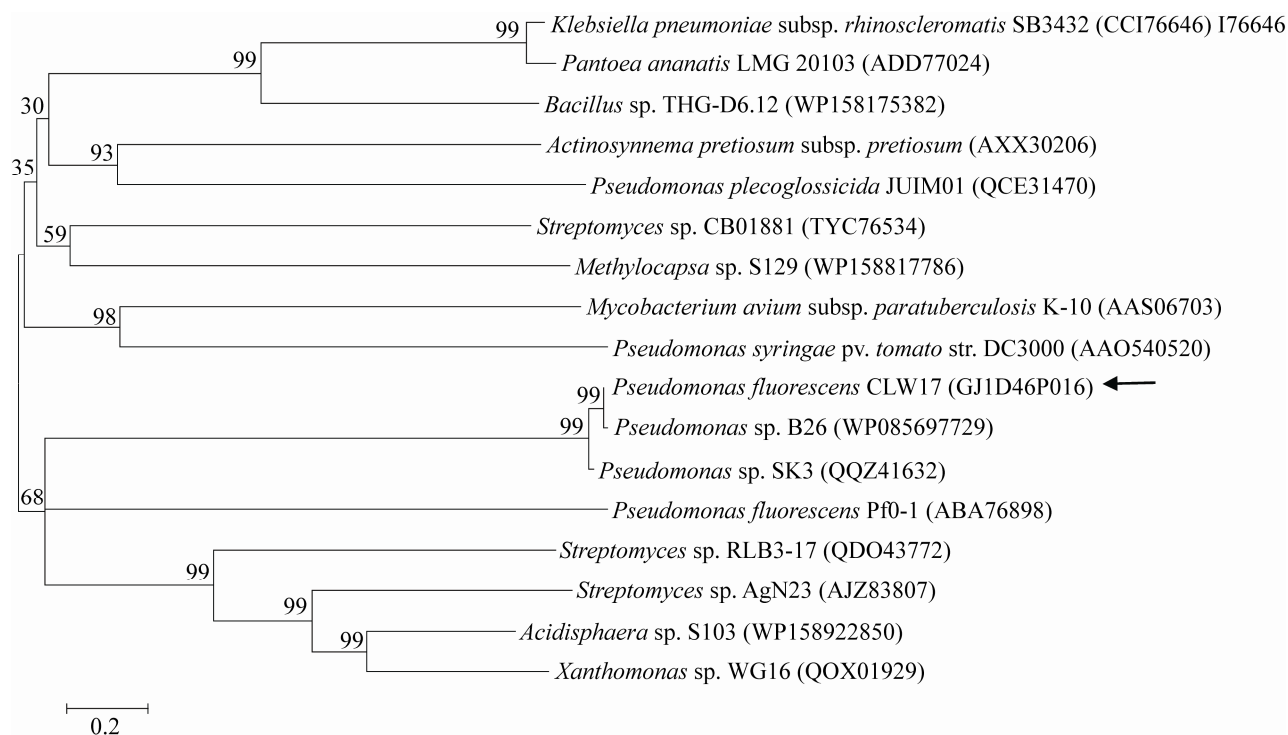 99
Klebsiella pneumoniae subsp. rhinoscleromatis SB3432 (CCI76646) I76646
99
Pantoea ananatis LMG 20103 (ADD77024)
30
Bacillus sp. THG-D6.12 (WP158175382)
93
Actinosynnema pretiosum subsp. pretiosum (AXX30206)
35
Pseudomonas plecoglossicida JUIM01 (QCE31470)
59
Streptomyces sp. CB01881 (TYC76534)
Methylocapsa sp. S129 (WP158817786)
98
Mycobacterium avium subsp. paratuberculosis K-10 (AAS06703)
Pseudomonas syringae pv. tomato str. DC3000 (AAO540520)
99
Pseudomonas fluorescens CLW17 (GJ1D46P016)
99
Pseudomonas sp. B26 (WP085697729)
Pseudomonas sp. SK3 (QQZ41632)
68
Pseudomonas fluorescens Pf0-1 (ABA76898)
99
Streptomyces sp. RLB3-17 (QDO43772)
99
Streptomyces sp. AgN23 (AJZ83807)
99
Acidisphaera sp. S103 (WP158922850)
Xanthomonas sp. WG16 (QOX01929)
0.2